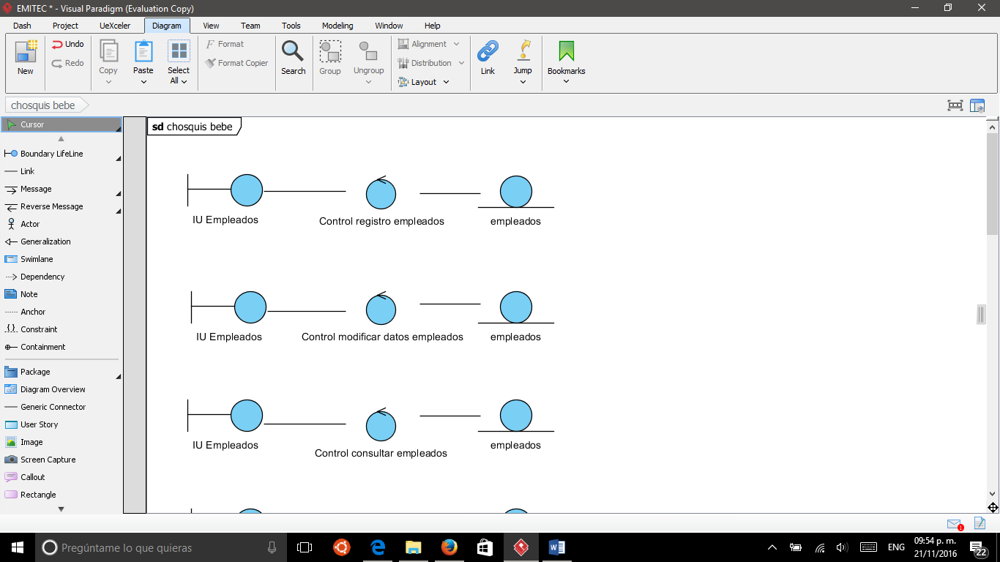 EMITEC * - Visual Paradigm (Evaluation Copy)
Dash Project UeXceler Diagram View Team Tools Modeling Window Help
New
Undo
Redo
Copy
Paste
Select
All
Format
Format Copier
Search
Group
Ungroup
Alignment
Distribution
Layout
Link
Jump
Bookmarks
chosquis bebe
Cursor
Boundary LifeLine
Link
Message
Reverse Message
Actor
Generalization
Swimlane
Dependency
Note
Anchor
Constraint
Containment
Package
Diagram Overview
Generic Connector
User Story
Image
Screen Capture
Callout
Rectangle
sd chosquis bebe
IU Empleados
Control registro empleados
empleados
IU Empleados
Control modificar datos empleados
empleados
IU Empleados
Control consultar empleados
empleados
1
Pregúntame lo que quieras
ENG
09:54 p. m.
21/11/2016
22